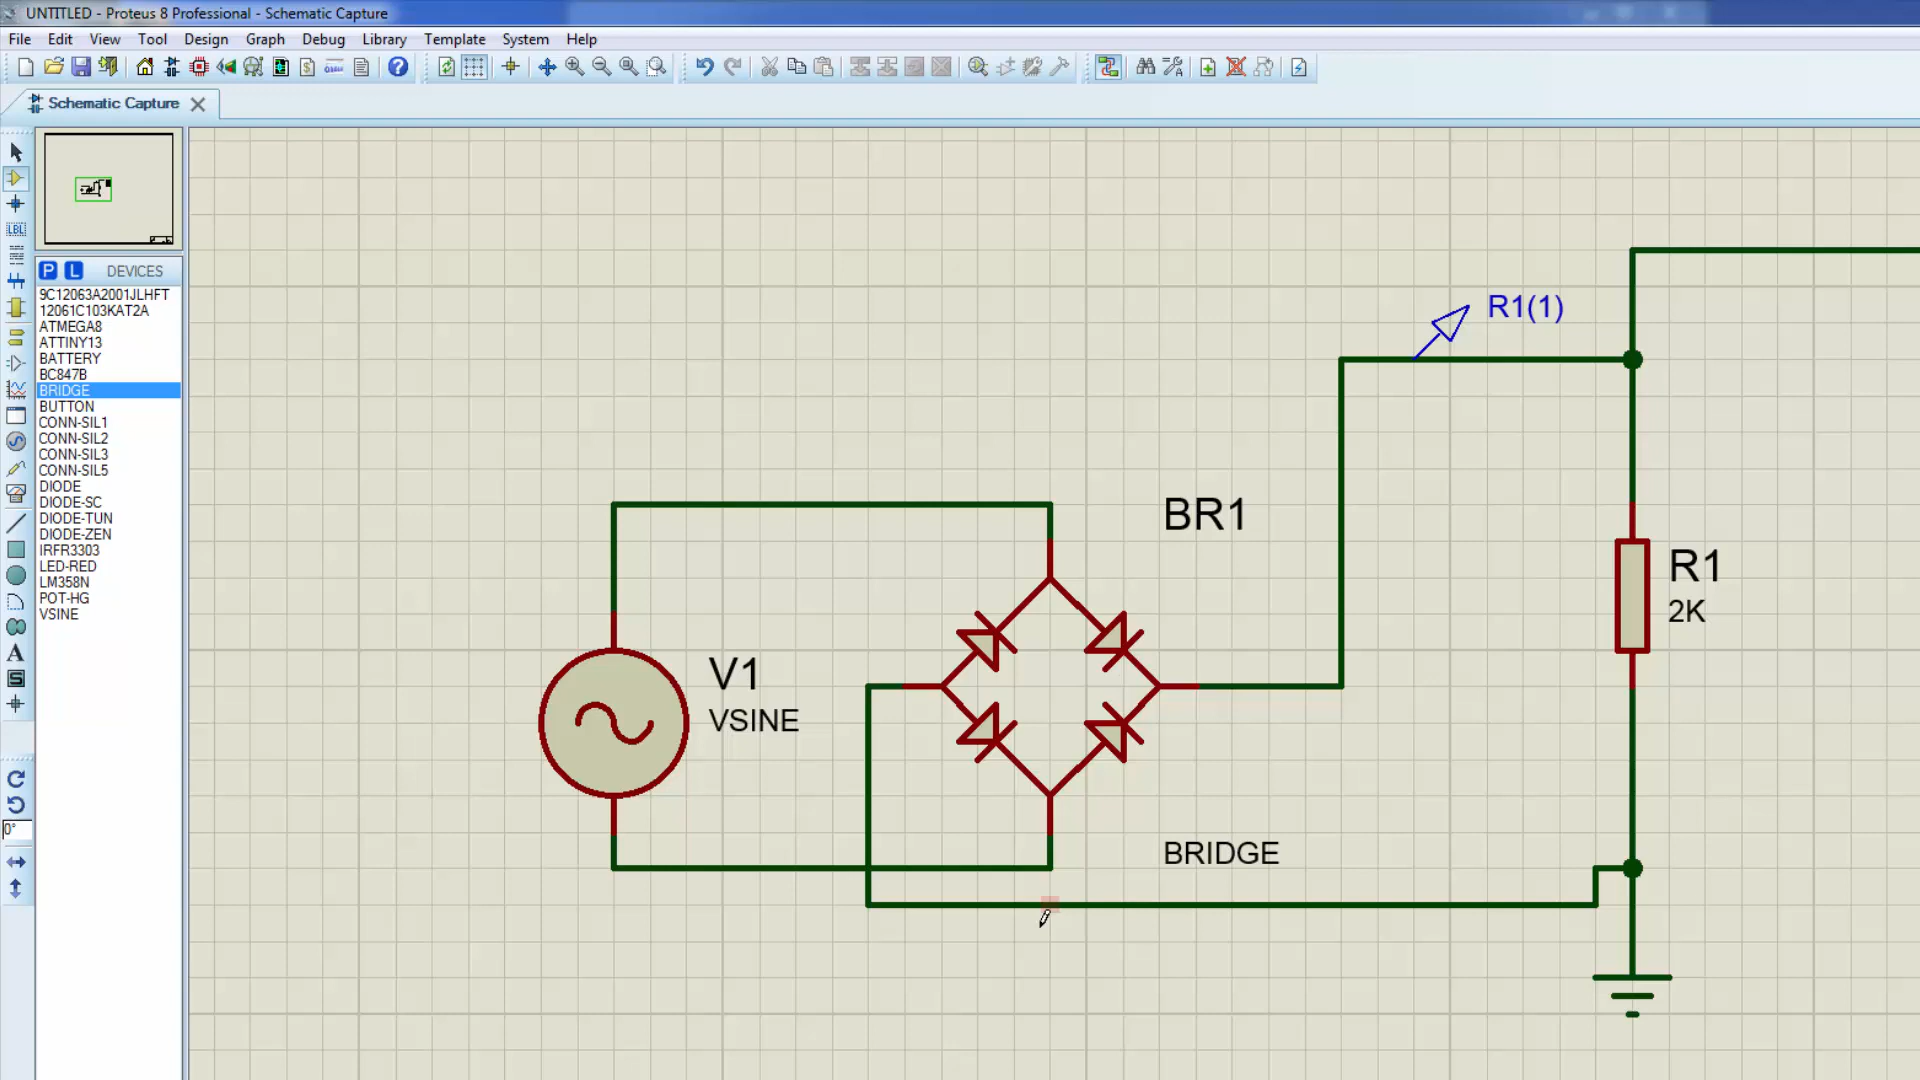 UNTITLED - Proteus 8 Professional - Schematic Capture
File Edit View Tool Design Graph Debug Library Template System Help
Schematic Capture
P L DEVICES
9C12063A2001JLHFT
12061C103KAT2A
ATMEGA8
ATTINY13
BATTERY
BC847B
BRIDGE
BUTTON
CONN-SIL1
CONN-SIL2
CONN-SIL3
CONN-SIL5
DIODE
DIODE-SC
DIODE-TUN
DIODE-ZEN
IRFR3303
LED-RED
LM358N
POT-HG
VSINE
LBL
A
S
0°
R1(1)
BR1
R1
2K
V1
VSINE
BRIDGE